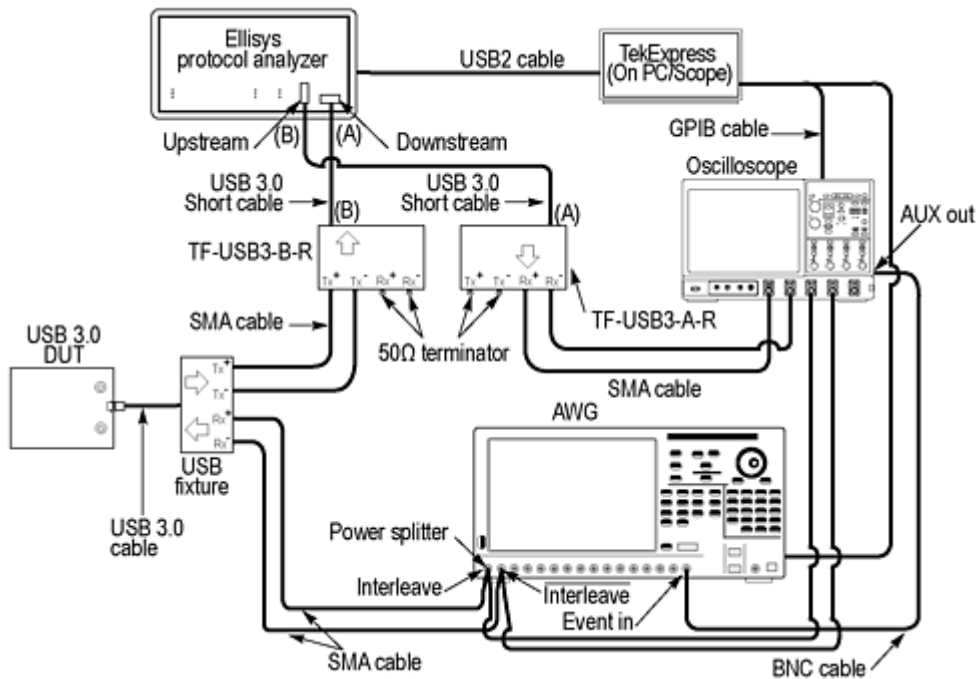 Ellisys
protocol analyzer
USB2 cable
TekExpress
(On PC/Scope)
Upstream
(B)
(A)
Downstream
GPIB cable
Oscilloscope
USB 3.0
Short cable
(B)
USB 3.0
Short cable
(A)
AUX out
TF-USB3-B-R
Tx+
Tx-
Rx+
Rx-
Tx+
Tx-
Rx+
Rx-
TF-USB3-A-R
SMA cable
50Ω terminator
SMA cable
USB 3.0
DUT
Tx+
Tx-
Rx+
Rx-
USB
fixture
USB 3.0
cable
AWG
Power splitter
Interleave
Interleave
Event in
SMA cable
BNC cable